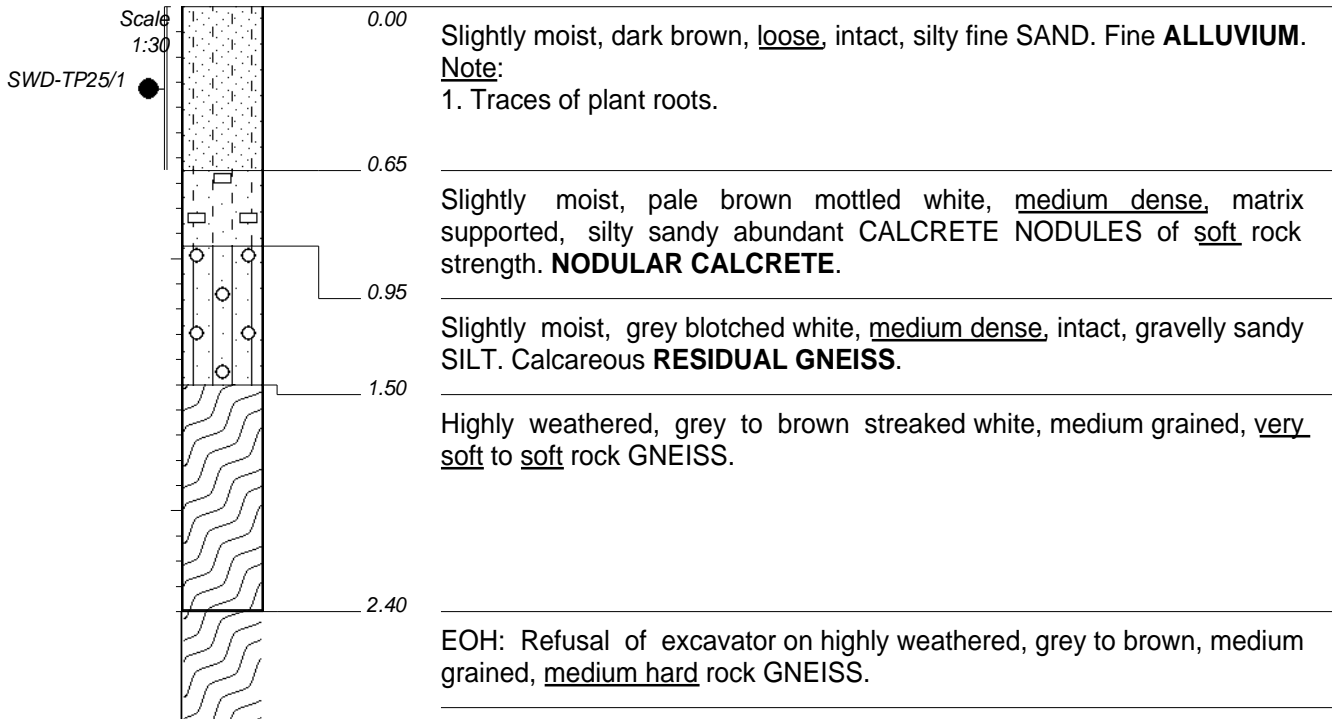 Scale
1:30
SWD-TP25/1
0.00
Slightly moist, dark brown, loose, intact, silty fine SAND. Fine ALLUVIUM.
Note:
1. Traces of plant roots.
0.65
Slightly moist, pale brown mottled white, medium dense, matrix
supported, silty sandy abundant CALCRETE NODULES of soft rock
strength. NODULAR CALCRETE.
0.95
Slightly moist, grey blotched white, medium dense, intact, gravelly sandy
SILT. Calcareous RESIDUAL GNEISS.
1.50
Highly weathered, grey to brown streaked white, medium grained, very
soft to soft rock GNEISS.
2.40
EOH: Refusal of excavator on highly weathered, grey to brown, medium
grained, medium hard rock GNEISS.